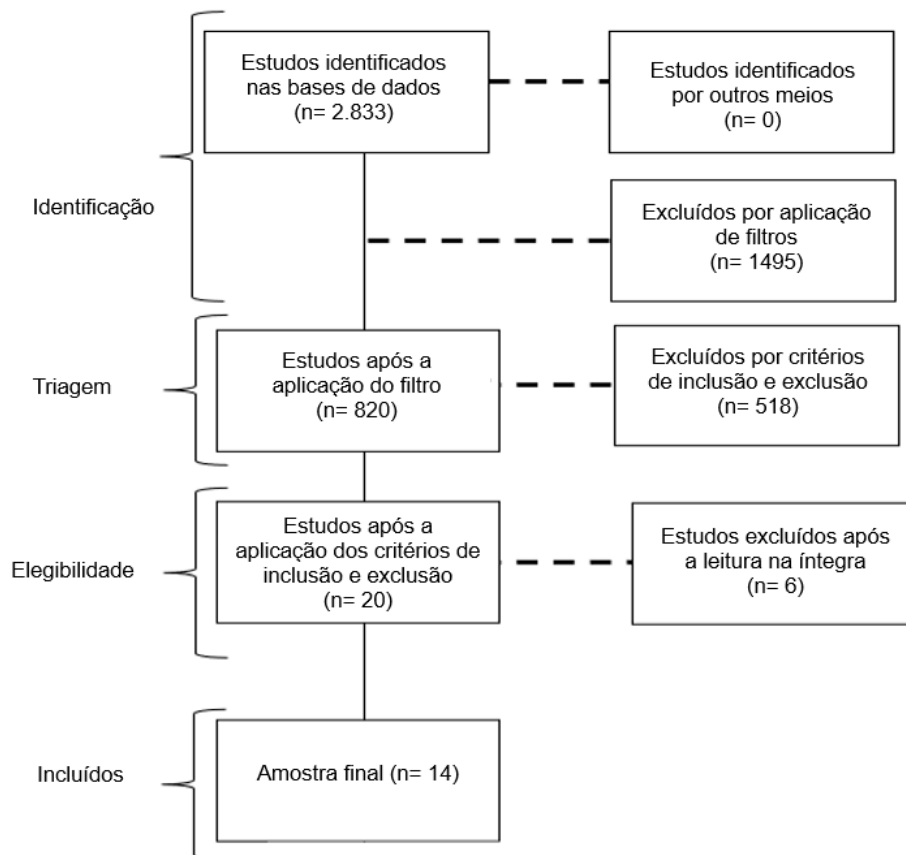 Estudos identificados
nas bases de dados
(n= 2.833)
Estudos identificados
por outros meios
(n= 0)
Identificação
Excluídos por aplicação
de filtros
(n= 1495)
Triagem
Estudos após a
aplicação do filtro
(n= 820)
Excluídos por critérios
de inclusão e exclusão
(n= 518)
Elegibilidade
Estudos após a
aplicação dos critérios de
inclusão e exclusão
(n= 20)
Estudos excluídos após
a leitura na íntegra
(n= 6)
Incluídos
Amostra final (n= 14)